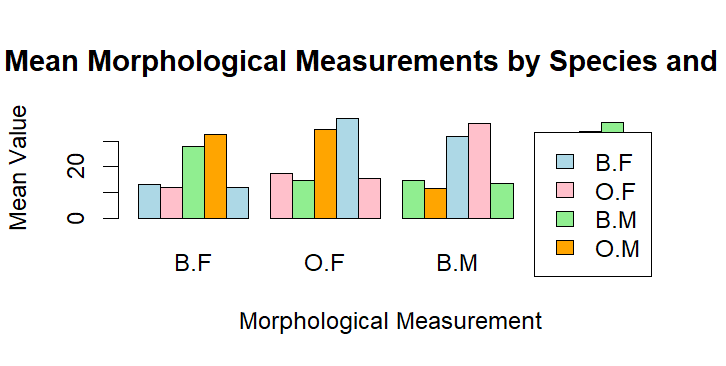 Mean Morphological Measurements by Species and
Mean Value
20
0
B.F
O.F
B.M
B.F
O.F
B.M
O.M
Morphological Measurement